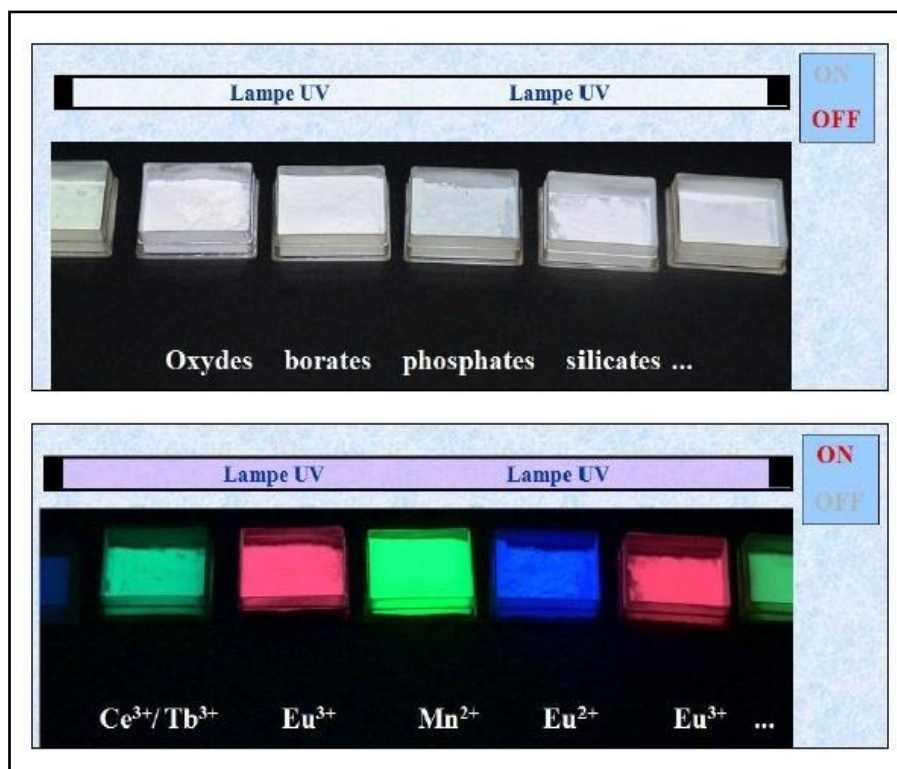 Lampe UV Lampe UV
ON
OFF
Oxydes borates phosphates silicates ...
Lampe UV Lampe UV
ON
OFF
Ce³⁺/ Tb³⁺ Eu³⁺ Mn²⁺ Eu²⁺ Eu³⁺ ...